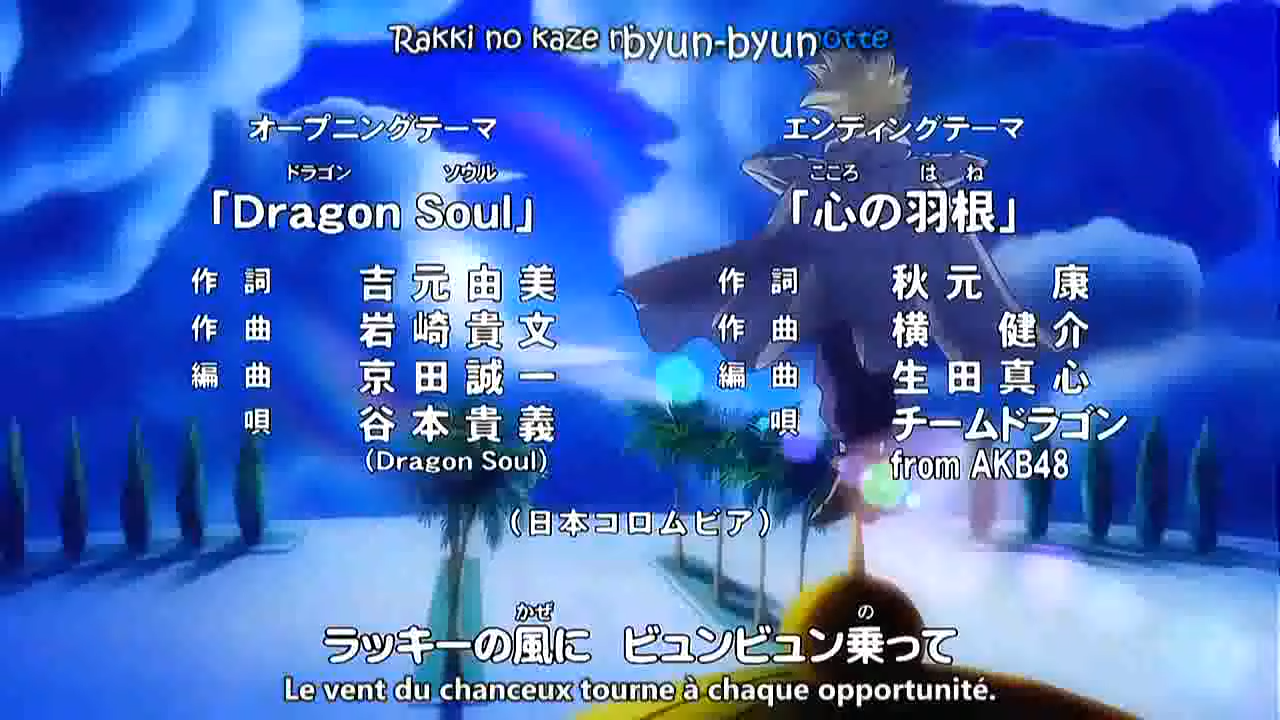 Rakki no kaze ni byun-byun notte
オープニングテーマ
ドラゴン ソウル
「Dragon Soul」
作詞 吉元由美
作曲 岩崎貴文
編曲 京田誠一
唄 谷本貴義
(Dragon Soul)
エンディングテーマ
こころ はね
「心の羽根」
作詞 秋元 康
作曲 横 健介
編曲 生田真心
唄 チームドラゴン
from AKB48
(日本コロムビア)
かぜ の
ラッキーの風に ビュンビュン乗って
Le vent du chanceux tourne à chaque opportunité.